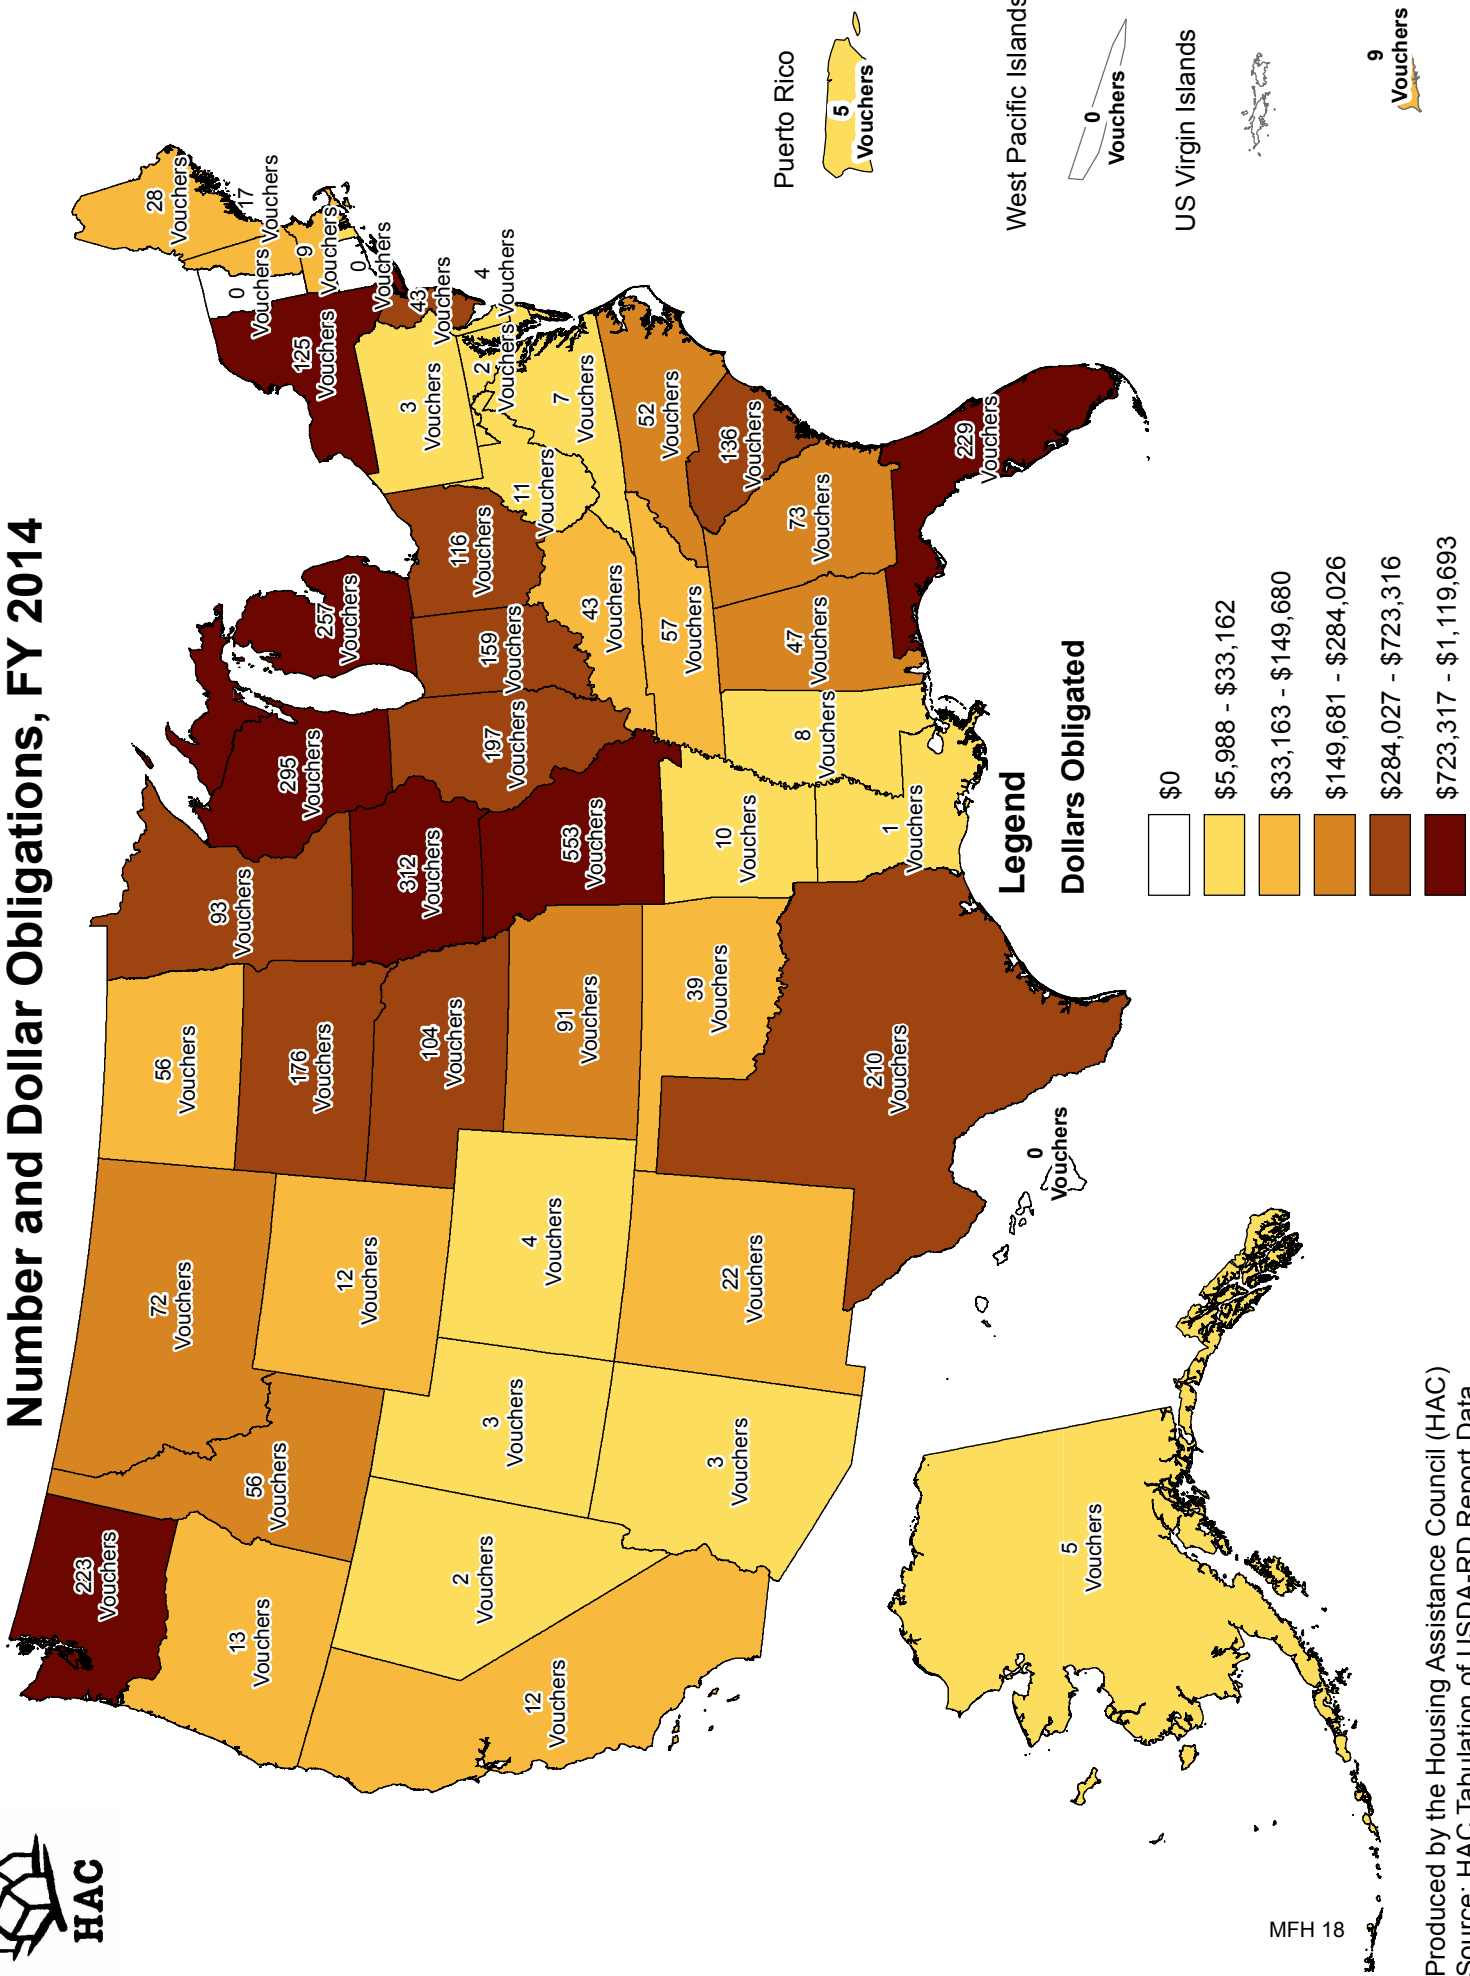 Number and Dollar Obligations, FY 2014
HAC
223
Vouchers
72
Vouchers
56
Vouchers
93
Vouchers
295
Vouchers
257
Vouchers
125
Vouchers
0
Vouchers
28
Vouchers
17
Vouchers
9
Vouchers
0
Vouchers
43
Vouchers
4
Vouchers
2
Vouchers
3
Vouchers
13
Vouchers
56
Vouchers
12
Vouchers
176
Vouchers
104
Vouchers
312
Vouchers
197
Vouchers
159
Vouchers
116
Vouchers
11
Vouchers
7
Vouchers
12
Vouchers
2
Vouchers
3
Vouchers
4
Vouchers
91
Vouchers
553
Vouchers
43
Vouchers
57
Vouchers
52
Vouchers
136
Vouchers
3
Vouchers
22
Vouchers
39
Vouchers
10
Vouchers
8
Vouchers
47
Vouchers
73
Vouchers
229
Vouchers
210
Vouchers
1
Vouchers
5
Vouchers
0
Vouchers
Puerto Rico
5
Vouchers
West Pacific Islands
0
Vouchers
US Virgin Islands
9
Vouchers
Legend
Dollars Obligated
$0
$5,988 - $33,162
$33,163 - $149,680
$149,681 - $284,026
$284,027 - $723,316
$723,317 - $1,119,693
Produced by the Housing Assistance Council (HAC)
Source: HAC Tabulation of USDA-RD Report Data
MFH 18